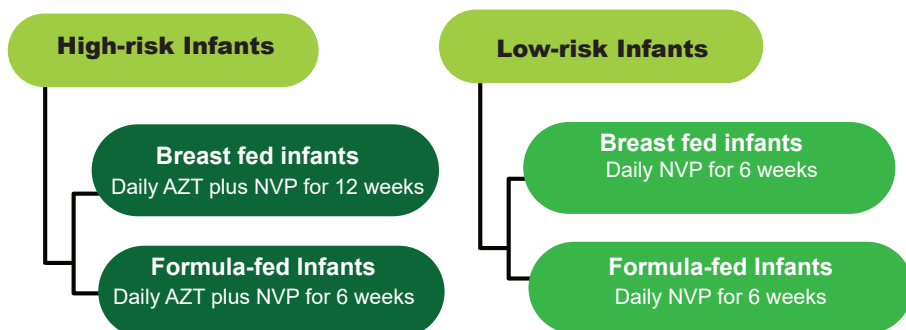 High-risk Infants
Breast fed infants
Daily AZT plus NVP for 12 weeks
Formula-fed Infants
Daily AZT plus NVP for 6 weeks
Low-risk Infants
Breast fed infants
Daily NVP for 6 weeks
Formula-fed Infants
Daily NVP for 6 weeks